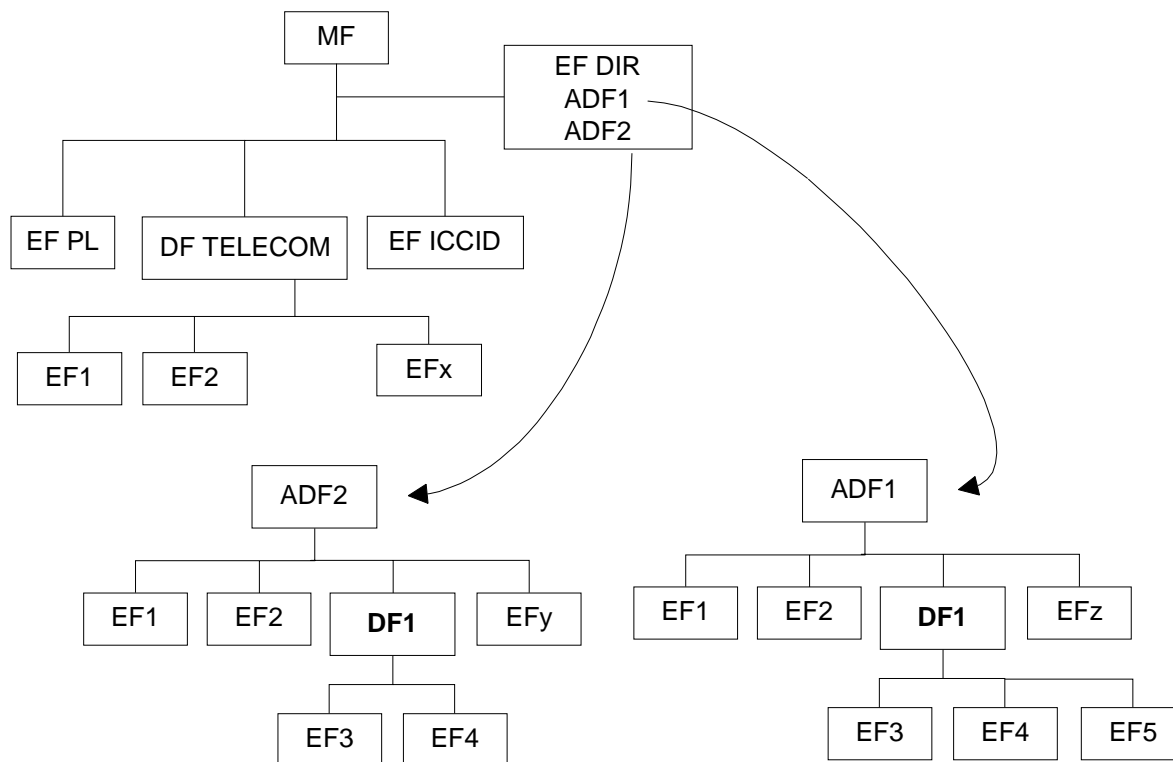 MF
EF DIR
ADF1
ADF2
EF PL
DF TELECOM
EF ICCID
EF1
EF2
EFx
ADF2
ADF1
EF1
EF2
DF1
EFy
EF1
EF2
DF1
EFz
EF3
EF4
EF3
EF4
EF5